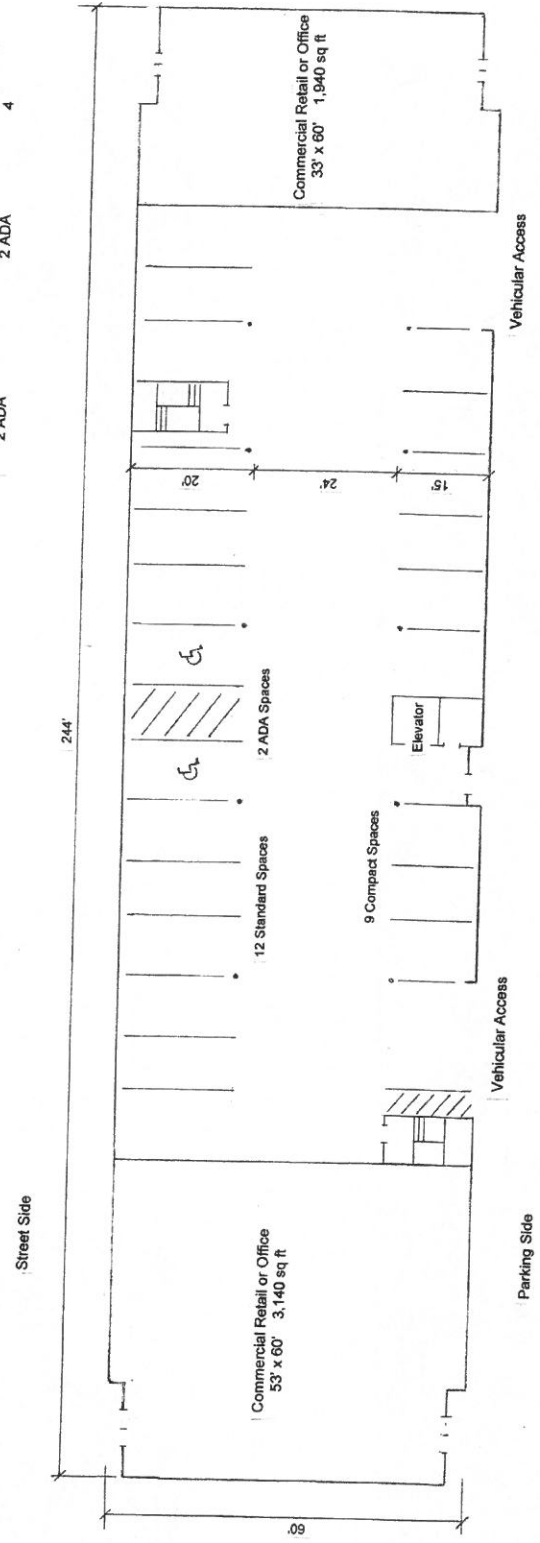 2 ADA
2 ADA
4
244'
Street Side
Commercial Retail or Office
53' x 60' 3,140 sq ft
60'
12 Standard Spaces
2 ADA Spaces
20'
24'
15'
9 Compact Spaces
Elevator
Commercial Retail or Office
33' x 60' 1,940 sq ft
Vehicular Access
Vehicular Access
Parking Side